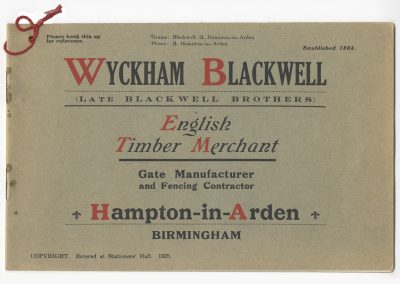 Please hang this up
for reference.
'Grams: Blackwell, 3, Hampton-in-Arden
'Phone: 3, Hampton-in-Arden.
Established 1884.
WYCKHAM BLACKWELL
(LATE BLACKWELL BROTHERS)
English
Timber Merchant
Gate Manufacturer
and Fencing Contractor
Hampton-in-Arden
BIRMINGHAM
COPYRIGHT. Entered at Stationers' Hall. 1925.